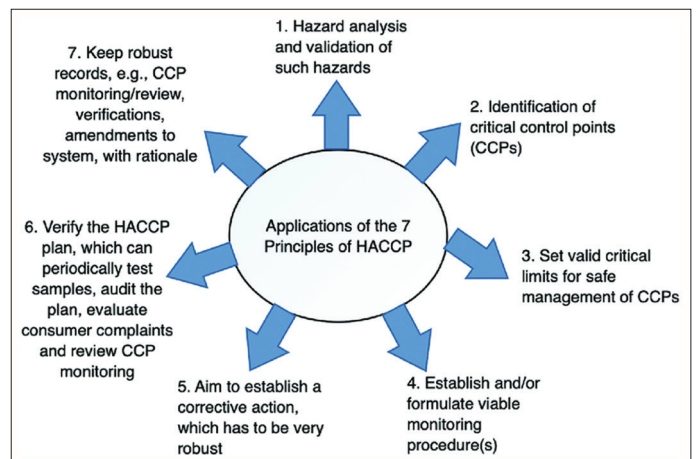 1. Hazard analysis
and validation of
such hazards
2. Identification of
critical control points
(CCPs)
3. Set valid critical
limits for safe
management of CCPs
4. Establish and/or
formulate viable
monitoring
procedure(s)
5. Aim to establish a
corrective action,
which has to be very
robust
6. Verify the HACCP
plan, which can
periodically test
samples, audit the
plan, evaluate
consumer complaints
and review CCP
monitoring
7. Keep robust
records, e.g., CCP
monitoring/review,
verifications,
amendments to
system, with rationale
Applications of the 7
Principles of HACCP